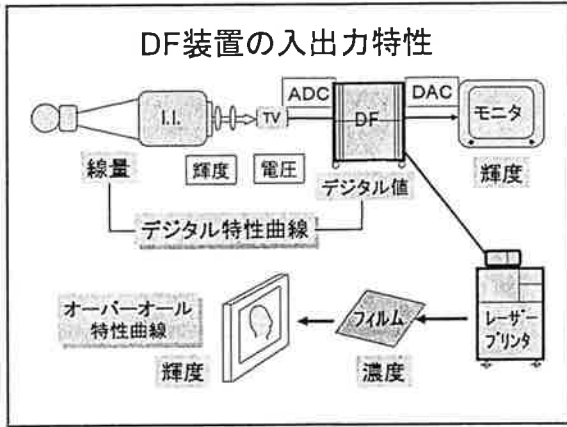 DF装置の入出力特性
I.I.
TV
ADC
DF
DAC
モニタ
線量
輝度
電圧
デジタル値
輝度
デジタル特性曲線
オーバーオール
特性曲線
輝度
フィルム
濃度
レーザー
プリンタ